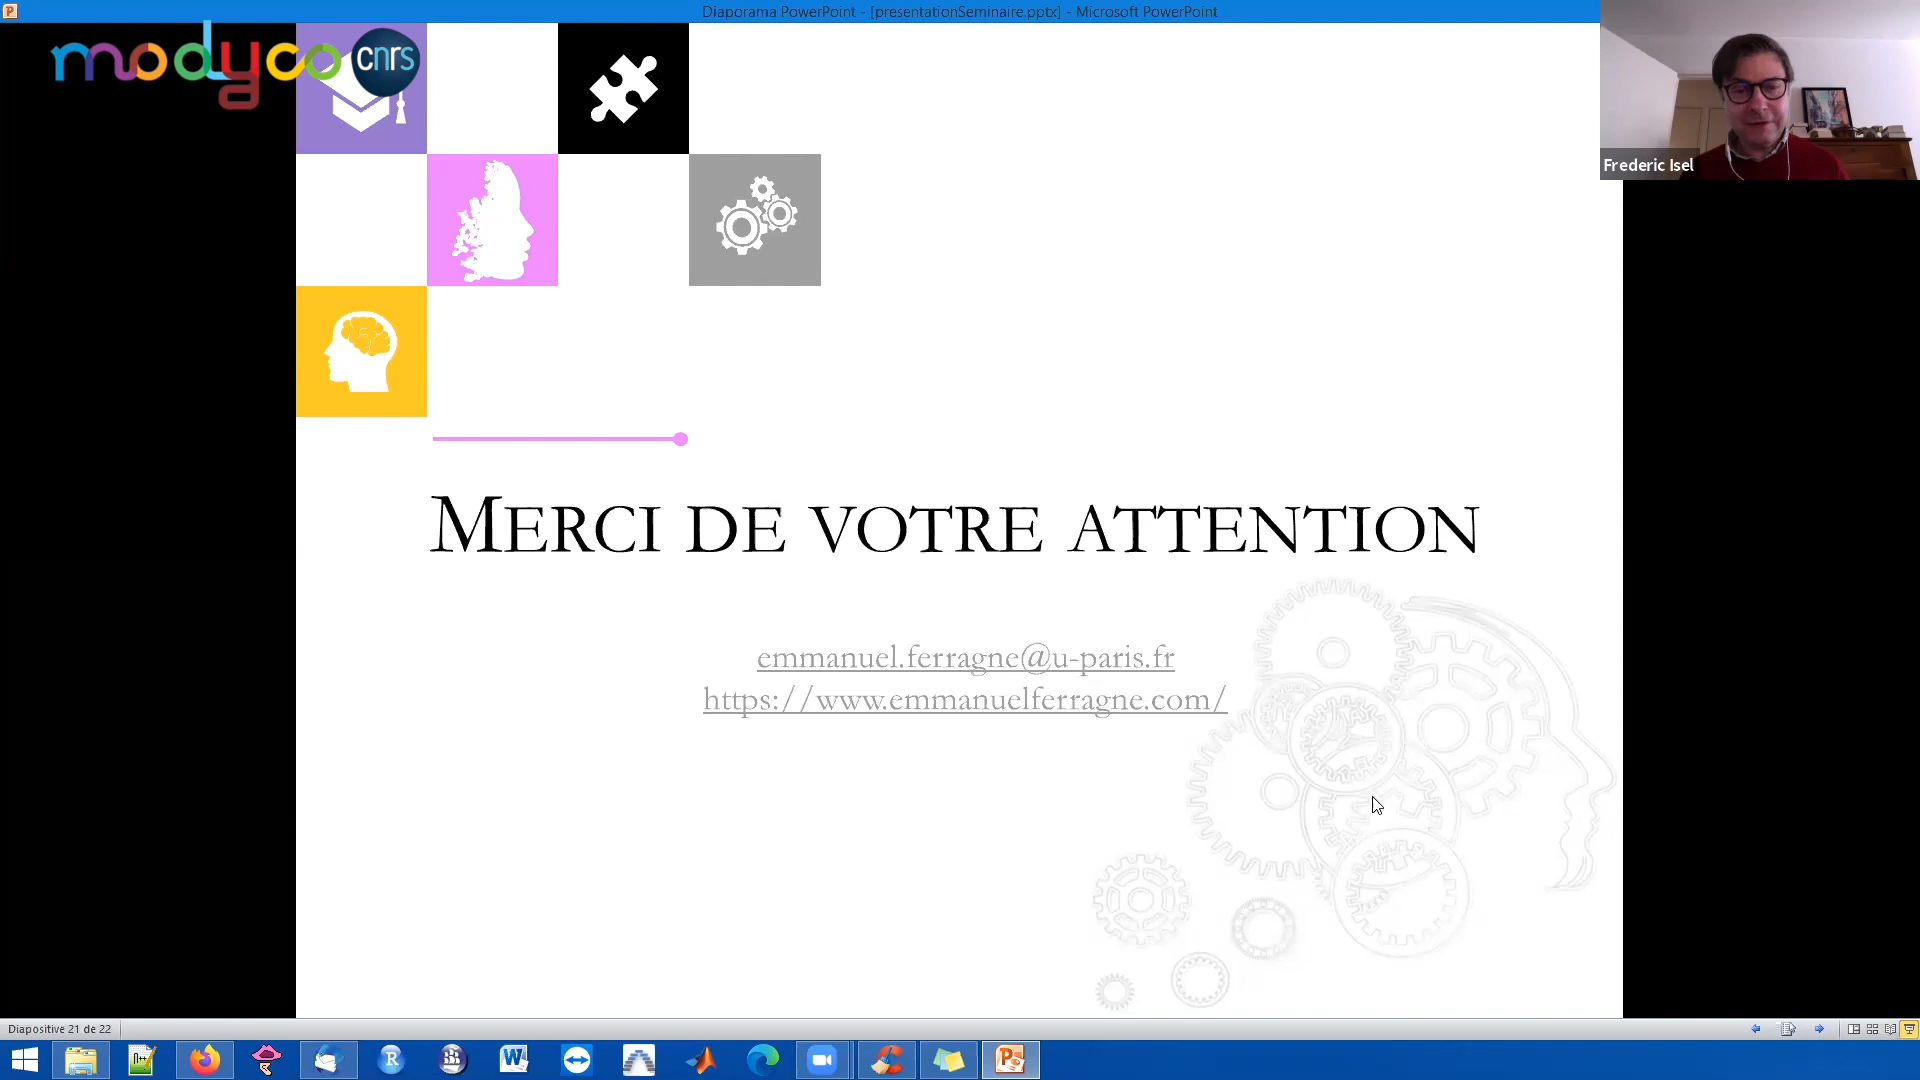 Diaporama PowerPoint - [presentationSeminaire.pptx] - Microsoft PowerPoint
modyco
cnrs
Frederic Isel
MERCI DE VOTRE ATTENTION
emmanuel.ferragne@u-paris.fr
https://www.emmanuelferragne.com/
Diapositive 21 de 22